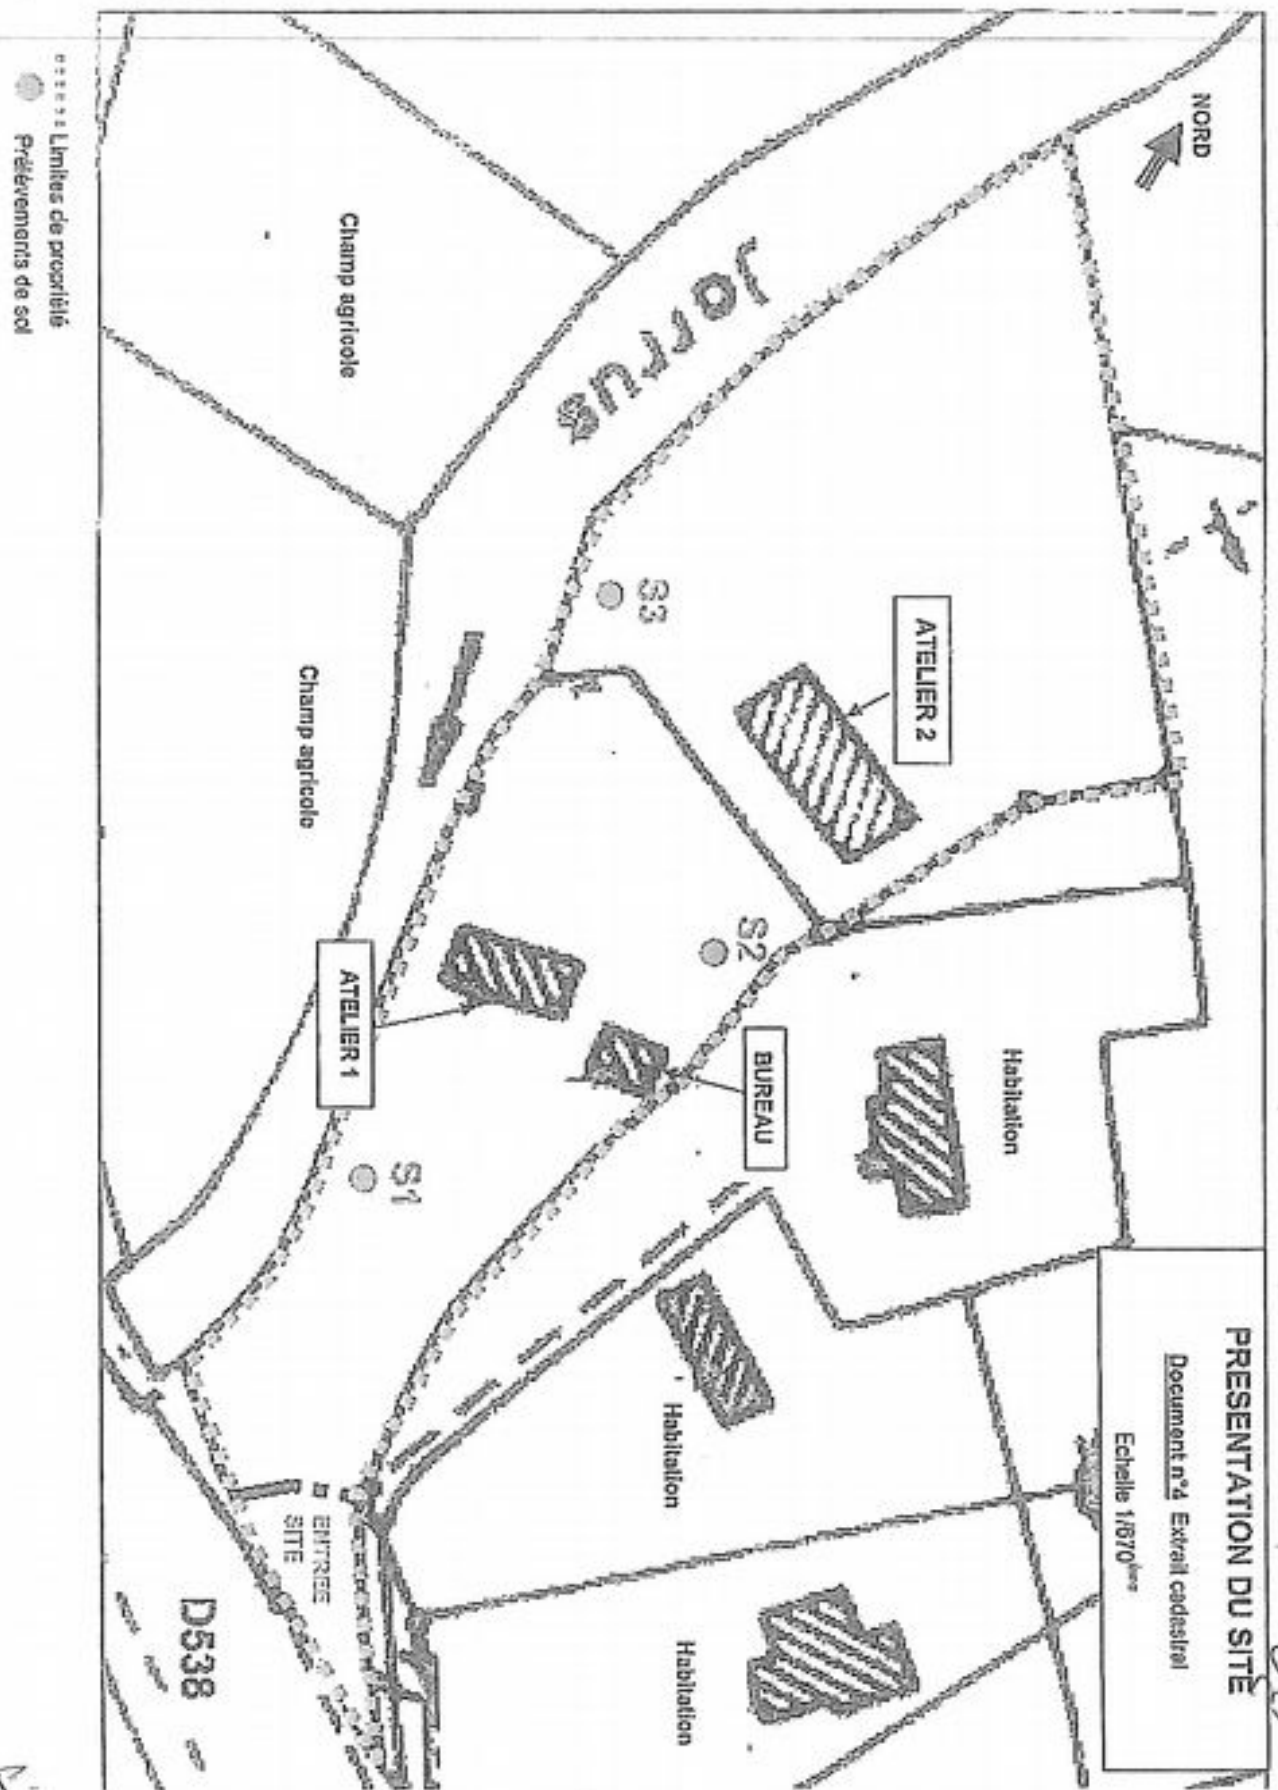 PRESENTATION DU SITE
Document n°4 Extrait cadastral
Echelle 1/670ème
NORD
Jorrus
Champ agricole
Champ agricole
ATELIER 2
S3
S2
ATELIER 1
BUREAU
S1
Habitation
Habitation
Habitation
ENTREE
SITE
D538
Limites de propriété
Prélèvements de sol